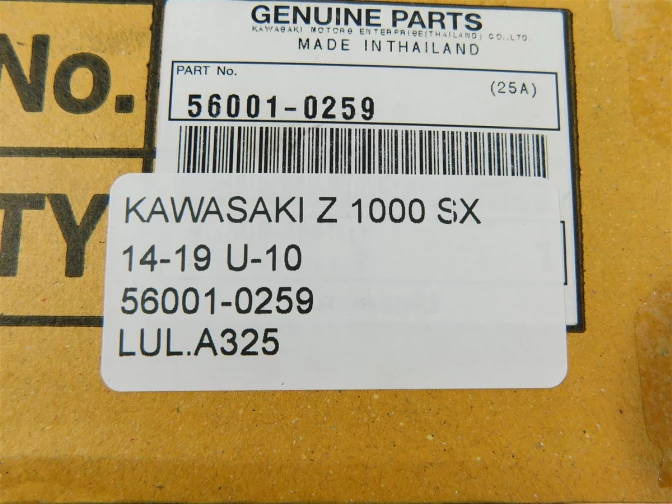 GENUINE PARTS
KAWASAKI MOTORS ENTERPRISE(THAILAND) CO.,LTD.
MADE INTHAILAND
No.
PART No.
(25A)
56001-0259
TY
KAWASAKI Z 1000 SX
14-19 U-10
56001-0259
LUL.A325